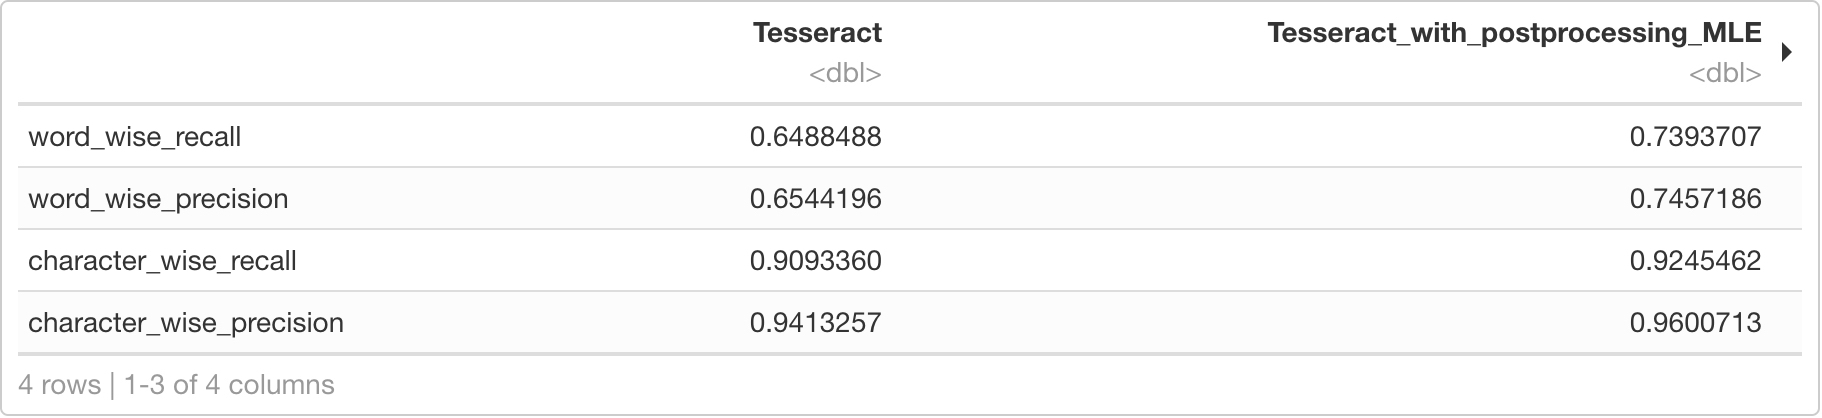 Tesseract Tesseract_with_postprocessing_MLE
<dbl> <dbl>
word_wise_recall 0.6488488 0.7393707
word_wise_precision 0.6544196 0.7457186
character_wise_recall 0.9093360 0.9245462
character_wise_precision 0.9413257 0.9600713
4 rows | 1-3 of 4 columns